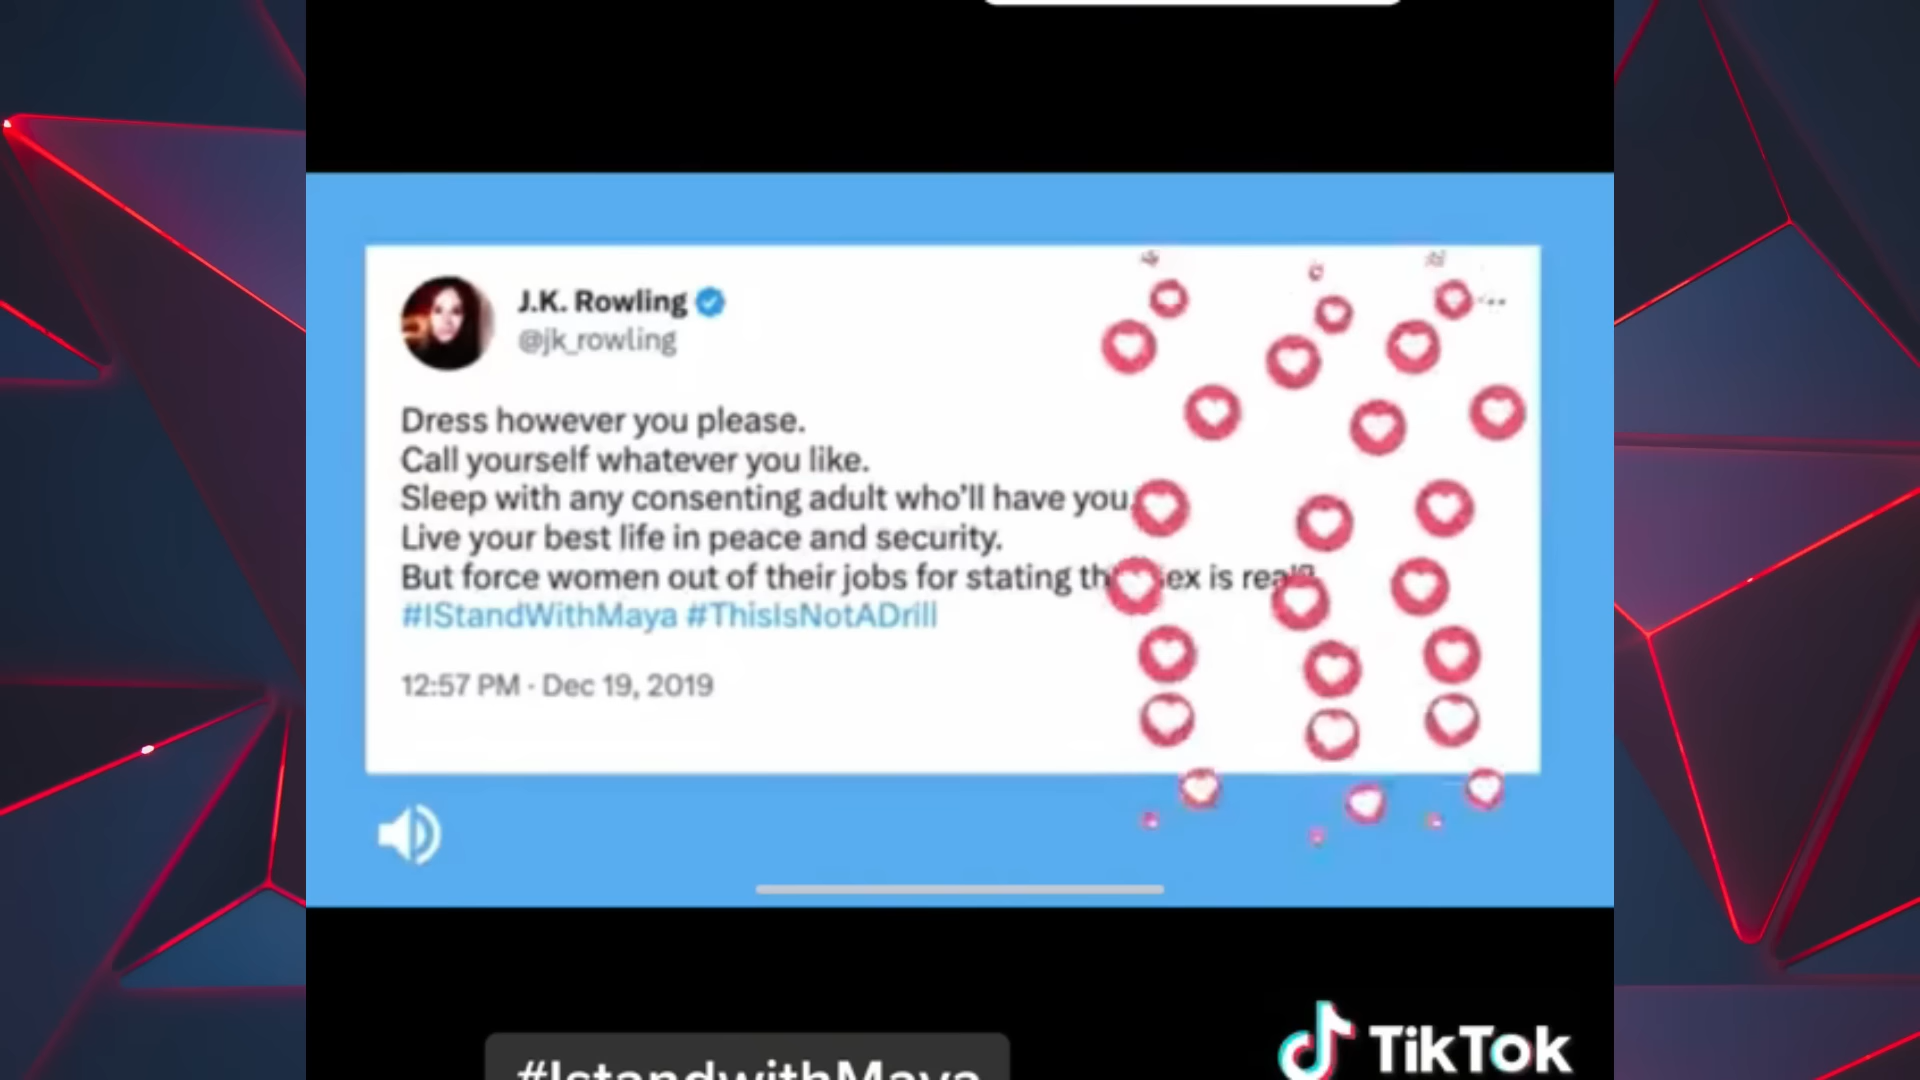 J.K. Rowling
@jk_rowling
Dress however you please.
Call yourself whatever you like.
Sleep with any consenting adult who'll have you.
Live your best life in peace and security.
But force women out of their jobs for stating is
#IStandWithMaya #ThisIsNotADrill
12:57 PM · Dec 19, 2019
#IstandwithMaya
TikTok